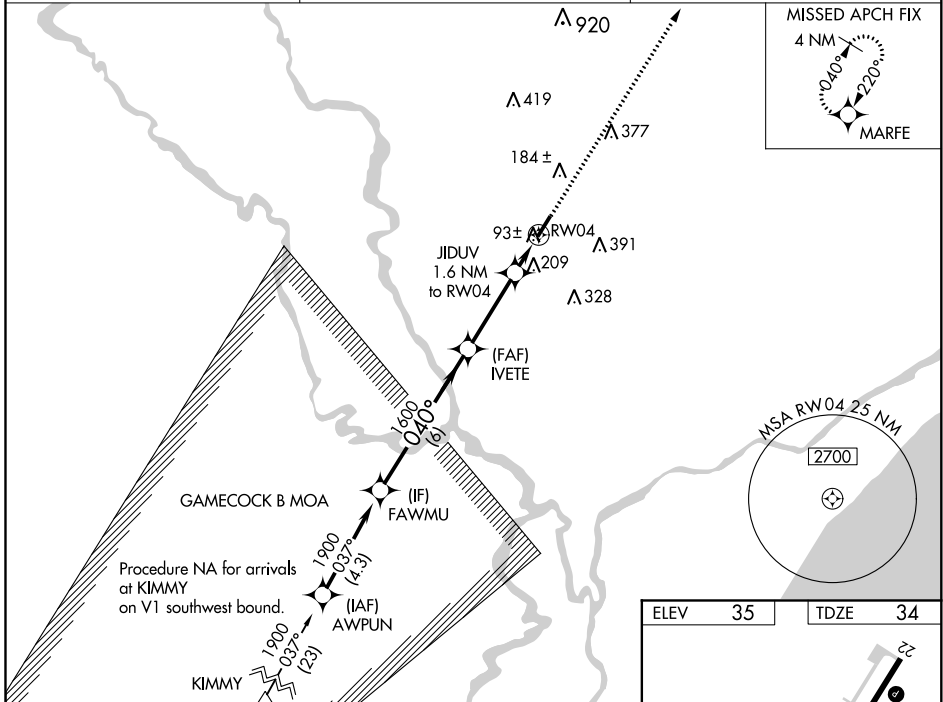 MISSED APCH FIX
4 NM
040°
220°
MARFE
920
419
377
184 ±
93±
RW04
391
209
328
JIDUV
1.6 NM
to RW04
(FAF)
IVETE
1600
040°
(6)
MSA RW04 25 NM
2700
GAMECOCK B MOA
(IF)
FAWMU
1900
037°
(4.3)
Procedure NA for arrivals
at KIMMY
on V1 southwest bound.
(IAF)
AWPUN
1900
037°
(23)
KIMMY
ELEV 35
TDZE 34
22